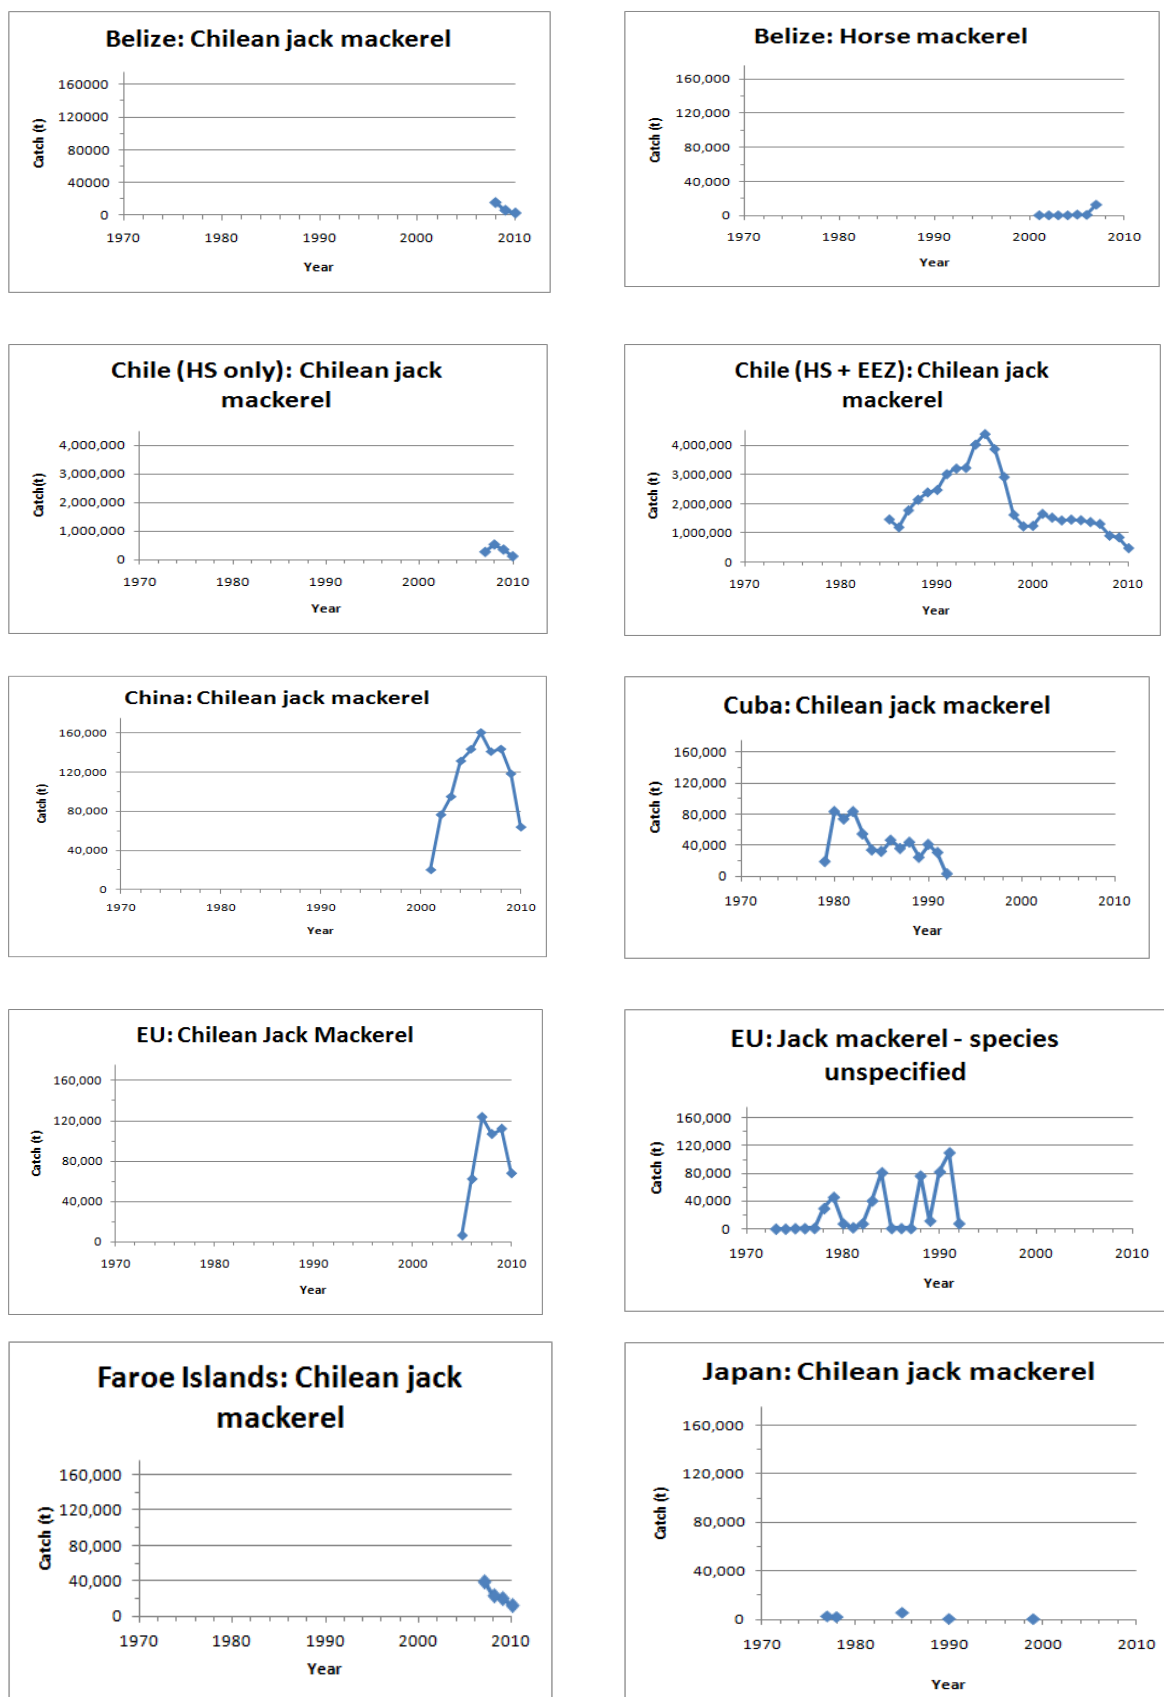 Belize: Chilean jack mackerel
160000
120000
80000
40000
0
Catch (t)
1970 1980 1990 2000 2010
Year
Belize: Horse mackerel
160,000
120,000
80,000
40,000
0
Catch (t)
1970 1980 1990 2000 2010
Year
Chile (HS only): Chilean jack
mackerel
4,000,000
3,000,000
2,000,000
1,000,000
0
Catch(t)
1970 1980 1990 2000 2010
Year
Chile (HS + EEZ): Chilean jack
mackerel
4,000,000
3,000,000
2,000,000
1,000,000
0
Catch (t)
1970 1980 1990 2000 2010
Year
China: Chilean jack mackerel
160,000
120,000
80,000
40,000
0
Catch (t)
1970 1980 1990 2000 2010
Year
Cuba: Chilean jack mackerel
160,000
120,000
80,000
40,000
0
Catch (t)
1970 1980 1990 2000 2010
Year
EU: Chilean Jack Mackerel
160,000
120,000
80,000
40,000
0
Catch (t)
1970 1980 1990 2000 2010
Year
EU: Jack mackerel - species
unspecified
160,000
120,000
80,000
40,000
0
Catch (t)
1970 1980 1990 2000 2010
Year
Faroe Islands: Chilean jack
mackerel
160,000
120,000
80,000
40,000
0
Catch (t)
1970 1980 1990 2000 2010
Year
Japan: Chilean jack mackerel
160,000
120,000
80,000
40,000
0
Catch (t)
1970 1980 1990 2000 2010
Year